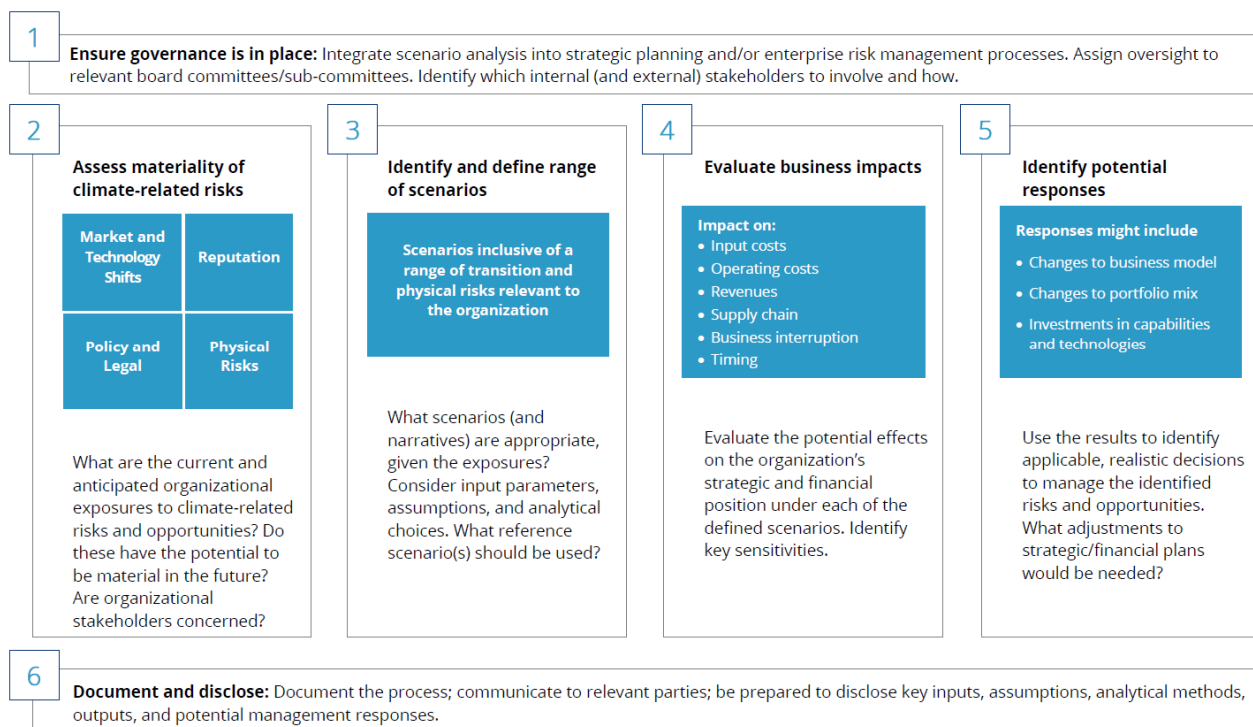 1
Ensure governance is in place: Integrate scenario analysis into strategic planning and/or enterprise risk management processes. Assign oversight to
relevant board committees/sub-committees. Identify which internal (and external) stakeholders to involve and how.
2
Assess materiality of
climate-related risks
Market and
Technology
Shifts
Reputation
Policy and
Legal
Physical
Risks
What are the current and
anticipated organizational
exposures to climate-related
risks and opportunities? Do
these have the potential to
be material in the future?
Are organizational
stakeholders concerned?
3
Identify and define range
of scenarios
Scenarios inclusive of a
range of transition and
physical risks relevant to
the organization
What scenarios (and
narratives) are appropriate,
given the exposures?
Consider input parameters,
assumptions, and analytical
choices. What reference
scenario(s) should be used?
4
Evaluate business impacts
Impact on:
• Input costs
• Operating costs
• Revenues
• Supply chain
• Business interruption
• Timing
Evaluate the potential effects
on the organization’s
strategic and financial
position under each of the
defined scenarios. Identify
key sensitivities.
5
Identify potential
responses
Responses might include
• Changes to business model
• Changes to portfolio mix
• Investments in capabilities
and technologies
Use the results to identify
applicable, realistic decisions
to manage the identified
risks and opportunities.
What adjustments to
strategic/financial plans
would be needed?
6
Document and disclose: Document the process; communicate to relevant parties; be prepared to disclose key inputs, assumptions, analytical methods,
outputs, and potential management responses.